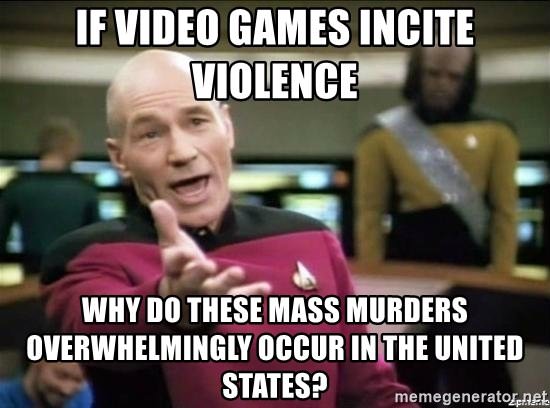 IF VIDEO GAMES INCITE
VIOLENCE
WHY DO THESE MASS MURDERS
OVERWHELMINGLY OCCUR IN THE UNITED
STATES?
memegenerator.net